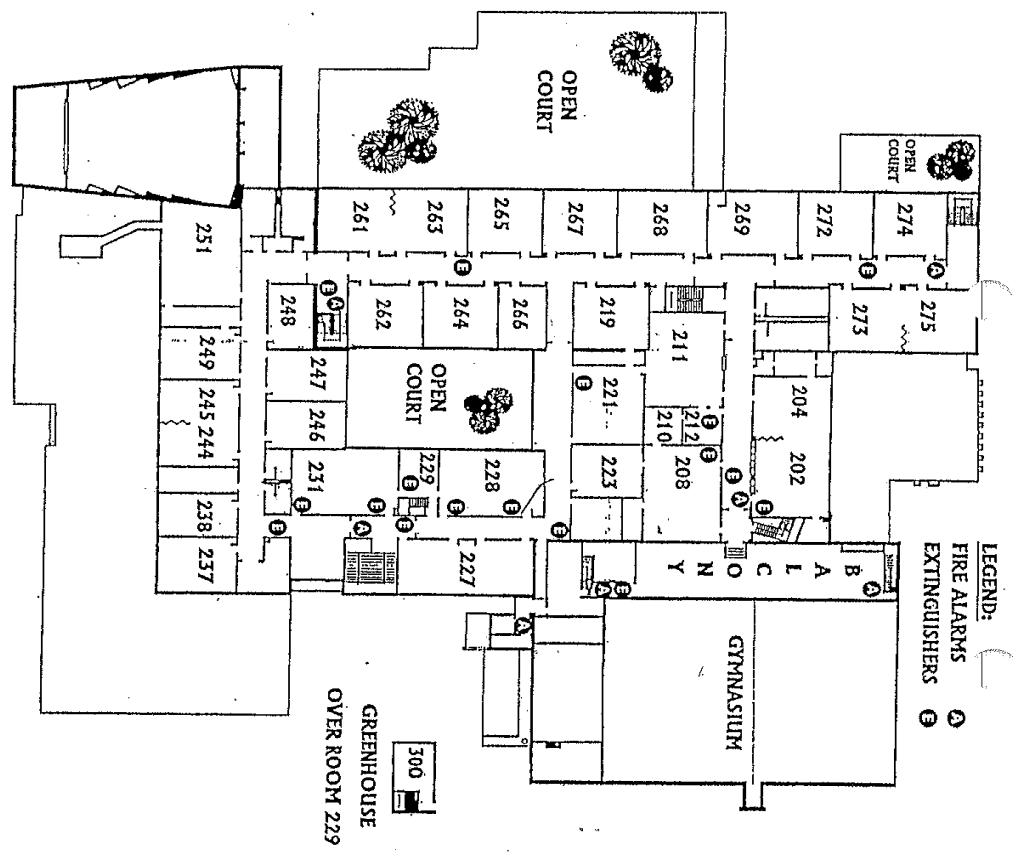 OPEN
COURT
OPEN
COURT
251
261
263
265
267
268
269
272
274
E
E
A
E
A
248
262
264
266
219
211
273
275
249
247
OPEN
COURT
E
221
204
245
244
246
210
212
E
231
229
E
228
223
208
E
202
E
A
E
238
E
E
E
E
E
A
E
E
237
227
BALCONY
A
E
A
A
GYMNASIUM
LEGEND:
FIRE ALARMS A
EXTINGUISHERS E
300
GREENHOUSE
OVER ROOM 229